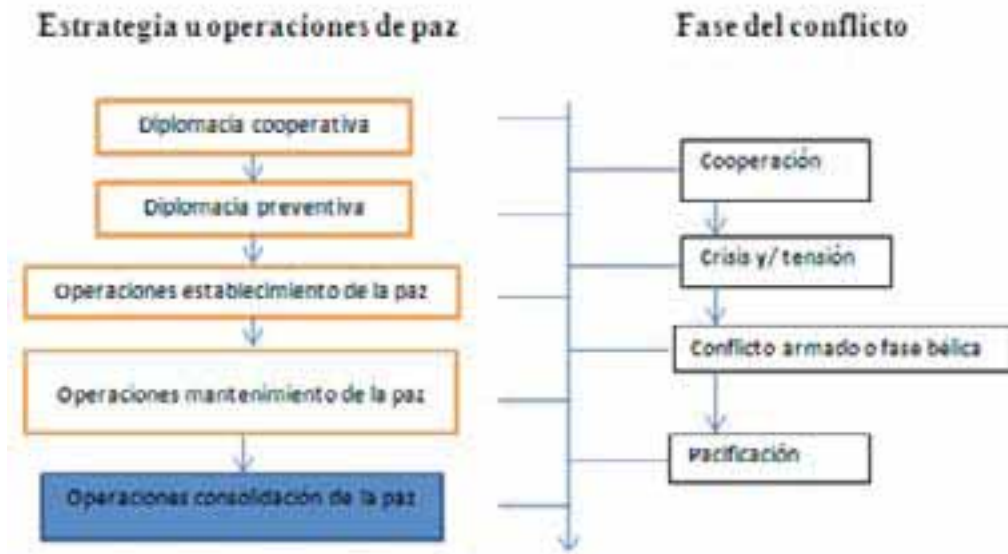 Estrategia u operaciones de paz
Diplomacia cooperativa
Diplomacia preventiva
Operaciones establecimiento de la paz
Operaciones mantenimiento de la paz
Operaciones consolidación de la paz
Fase del conflicto
Cooperación
Crisis y/ tensión
Conflicto armado o fase bélica
Pacificación